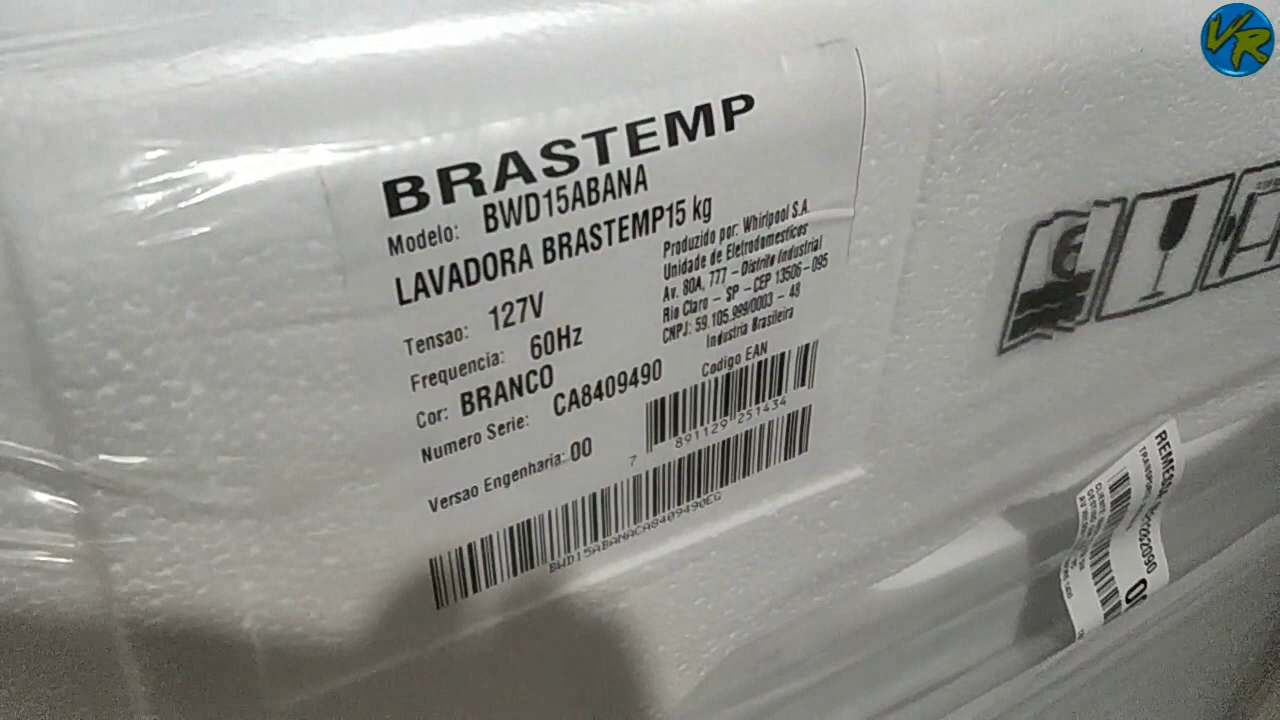 VR
BRASTEMP
Modelo: BWD15ABANA
LAVADORA BRASTEMP15 kg
Produzido por: Whirlpool S.A.
Unidade de Eletrodomesticos
Av. 80A, 777 - Distrito Industrial
Rio Claro - SP - CEP 13506-095
CNPJ: 59.105.999/0003 - 48
Industria Brasileira
Tensao: 127V
Frequencia: 60Hz
Cor: BRANCO
Numero Serie: CA8409490
Versao Engenharia: 00
Codigo EAN
7 891129 251434
BWD15ABANACA8409490EG